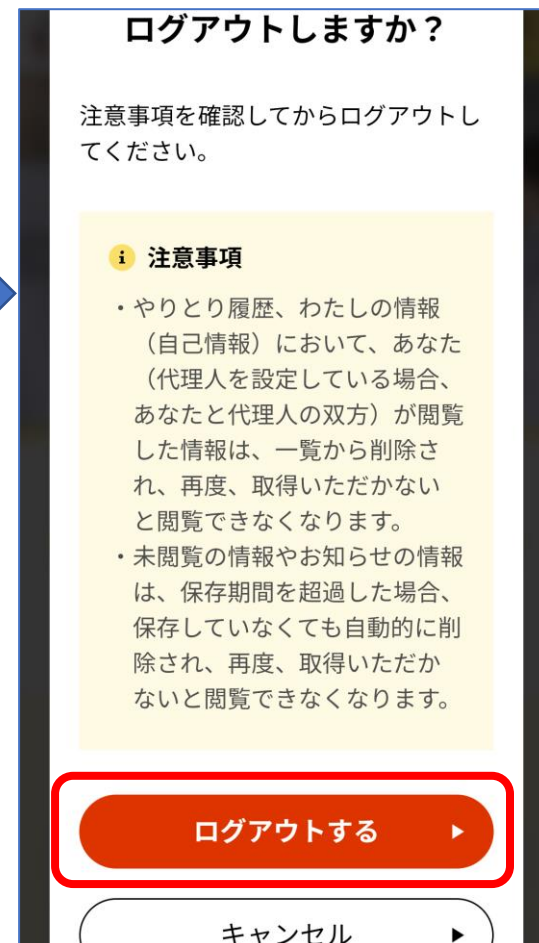 ログアウトしますか？
注意事項を確認してからログアウトし
てください。
注意事項
・やりとり履歴、わたしの情報
（自己情報）において、あなた
（代理人を設定している場合、
あなたと代理人の双方）が閲覧
した情報は、一覧から削除さ
れ、再度、取得いただかない
と閲覧できなくなります。
・未閲覧の情報やお知らせの情報
は、保存期間を超過した場合、
保存していなくても自動的に削
除され、再度、取得いただか
ないと閲覧できなくなります。
ログアウトする
キャンセル